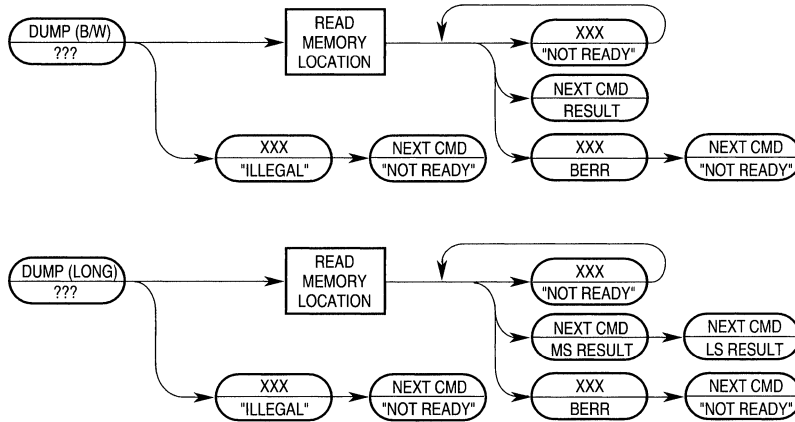 DUMP (B/W)
???
READ
MEMORY
LOCATION
XXX
"NOT READY"
NEXT CMD
RESULT
XXX
"ILLEGAL"
NEXT CMD
"NOT READY"
XXX
BERR
NEXT CMD
"NOT READY"
DUMP (LONG)
???
READ
MEMORY
LOCATION
XXX
"NOT READY"
NEXT CMD
MS RESULT
NEXT CMD
LS RESULT
XXX
"ILLEGAL"
NEXT CMD
"NOT READY"
XXX
BERR
NEXT CMD
"NOT READY"